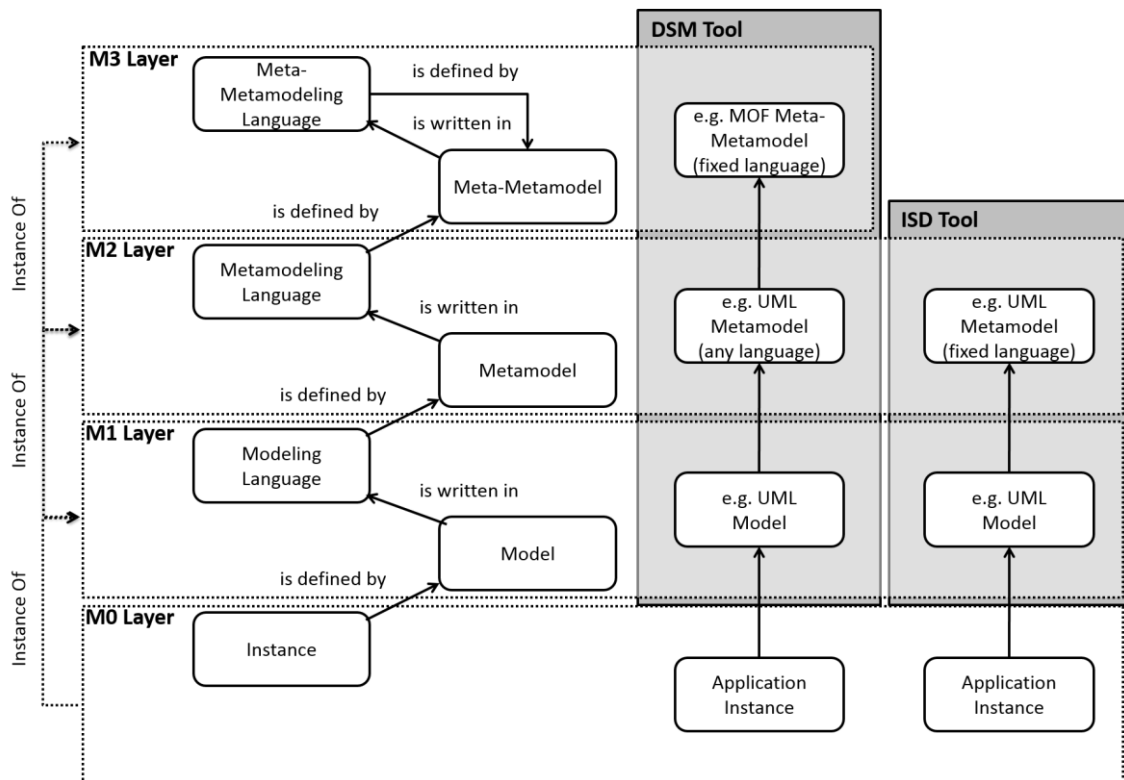 DSM Tool
M3 Layer
Meta-
Metamodeling
Language
is defined by
is written in
Meta-Metamodel
e.g. MOF Meta-
Metamodel
(fixed language)
is defined by
ISD Tool
M2 Layer
Metamodeling
Language
is written in
Metamodel
e.g. UML
Metamodel
(any language)
e.g. UML
Metamodel
(fixed language)
is defined by
M1 Layer
Modeling
Language
is written in
Model
e.g. UML
Model
e.g. UML
Model
is defined by
M0 Layer
Instance
Application
Instance
Application
Instance
Instance Of
Instance Of
Instance Of